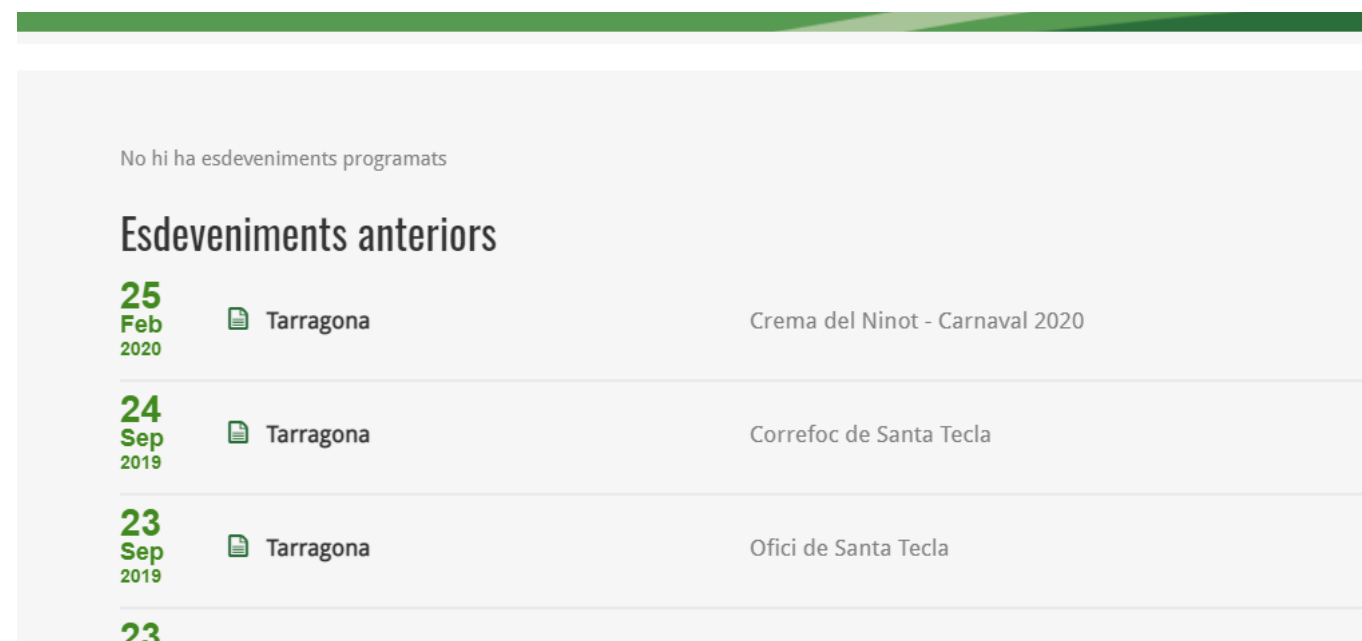 No hi ha esdeveniments programats
Esdeveniments anteriors
25
Feb
2020
Tarragona
Crema del Ninot - Carnaval 2020
24
Sep
2019
Tarragona
Correfoc de Santa Tecla
23
Sep
2019
Tarragona
Ofici de Santa Tecla
23